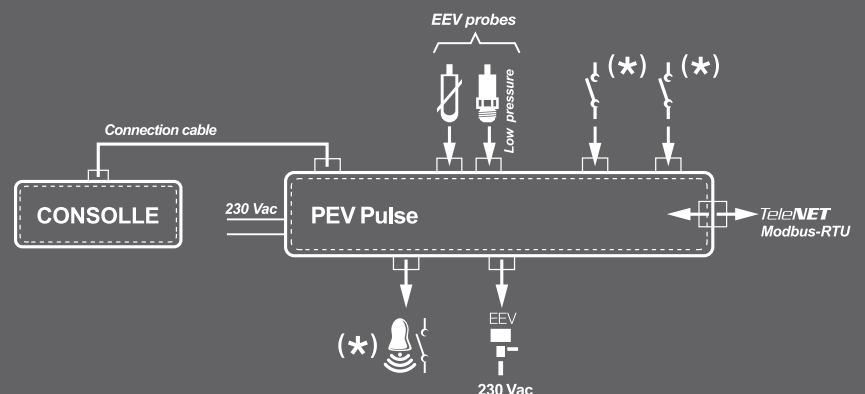 EEV probes
(*)
(*)
Low pressure
Connection cable
CONSOLLE
230 Vac
PEV Pulse
TeleNET
Modbus-RTU
(*)
EEV
230 Vac